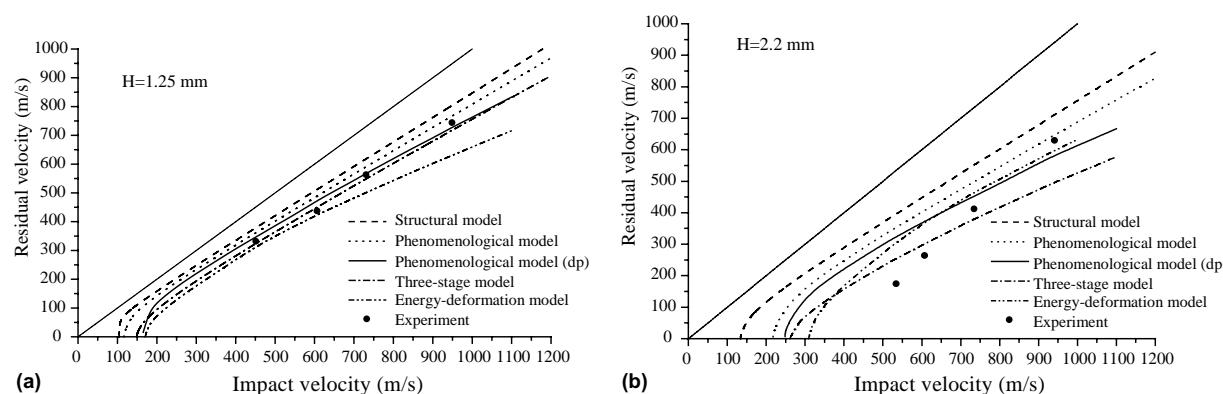 H=1.25 mm
Residual velocity (m/s)
1000
900
800
700
600
500
400
300
200
100
0
Structural model
Phenomenological model
Phenomenological model (dp)
Three-stage model
Energy-deformation model
Experiment
0 100 200 300 400 500 600 700 800 900 1000 1100 1200
Impact velocity (m/s)
(a)
H=2.2 mm
Residual velocity (m/s)
1000
900
800
700
600
500
400
300
200
100
0
Structural model
Phenomenological model
Phenomenological model (dp
Three-stage model
Energy-deformation model
Experiment
0 100 200 300 400 500 600 700 800 900 1000 1100 1200
Impact velocity (m/s)
(b)